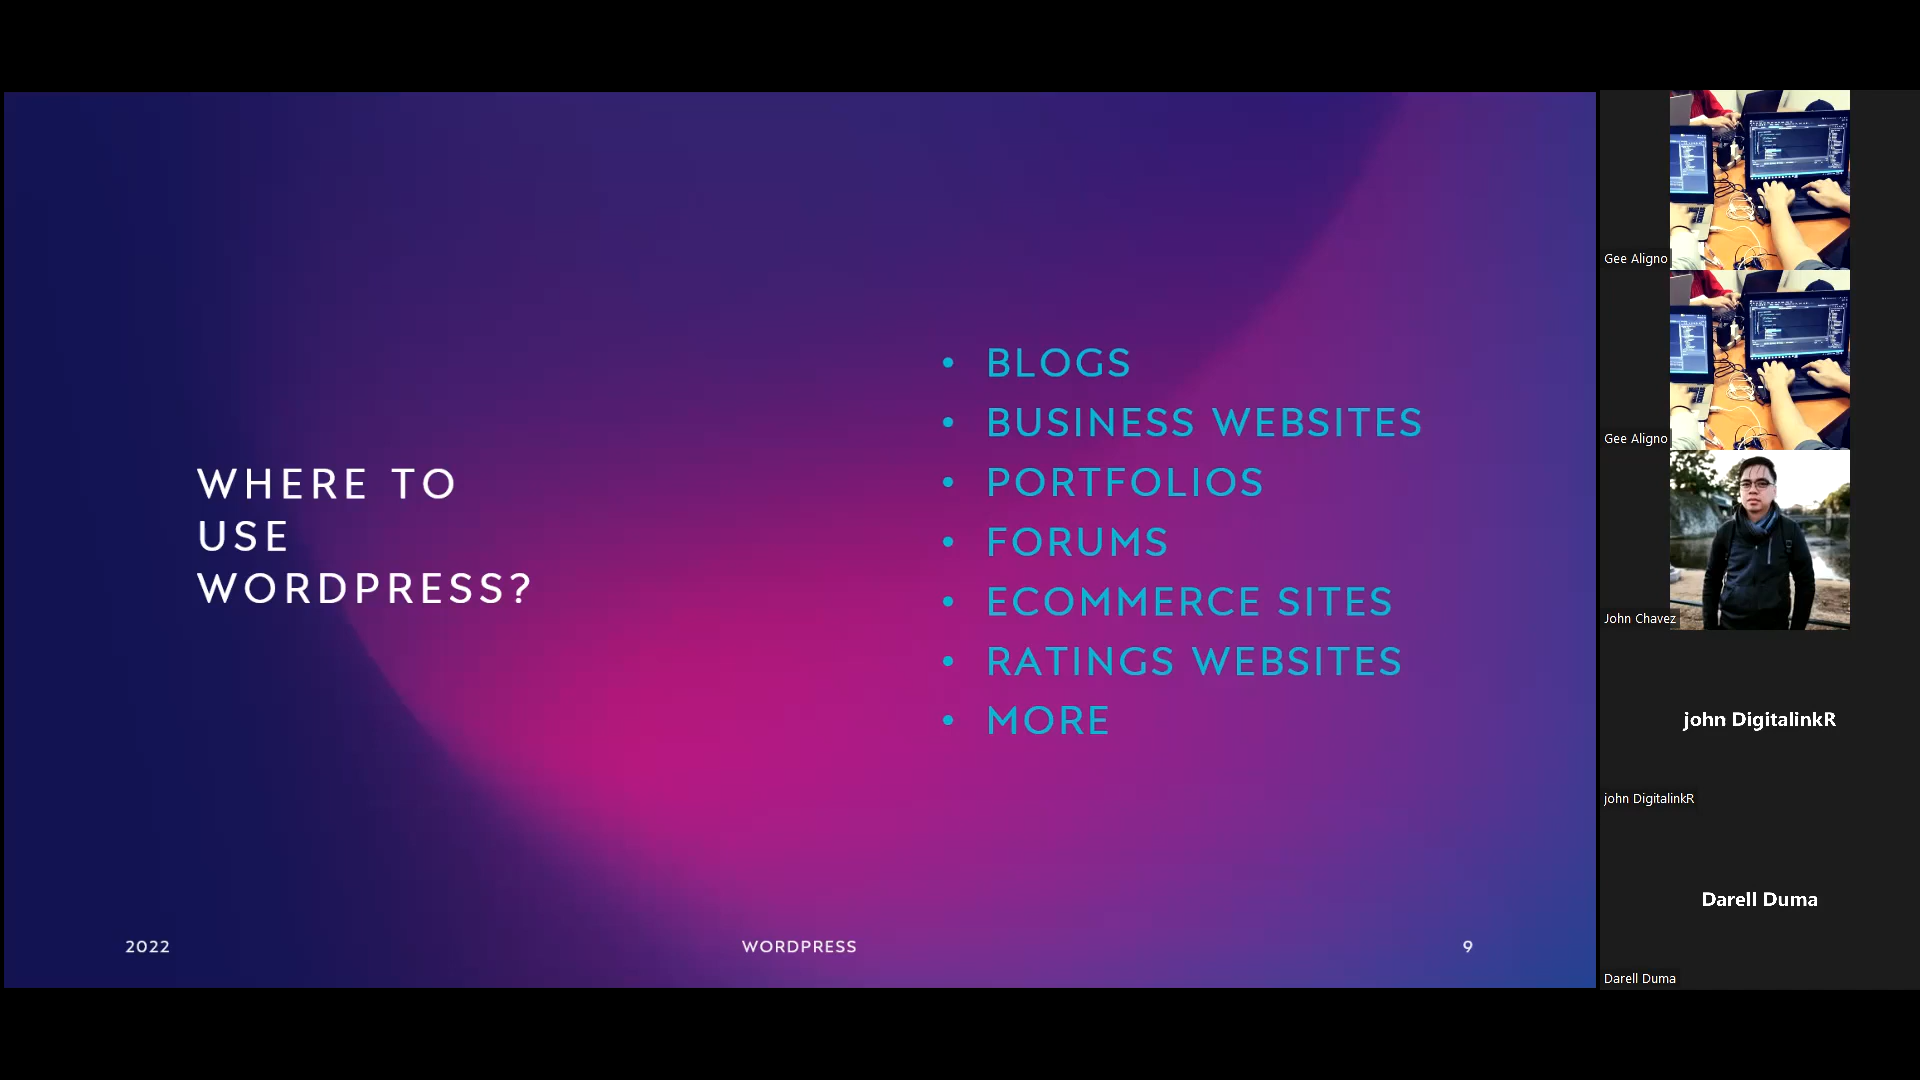 WHERE TO
USE
WORDPRESS?
• BLOGS
• BUSINESS WEBSITES
• PORTFOLIOS
• FORUMS
• ECOMMERCE SITES
• RATINGS WEBSITES
• MORE
2022
WORDPRESS
9
Gee Aligno
Gee Aligno
John Chavez
john DigitalinkR
john DigitalinkR
Darell Duma
Darell Duma